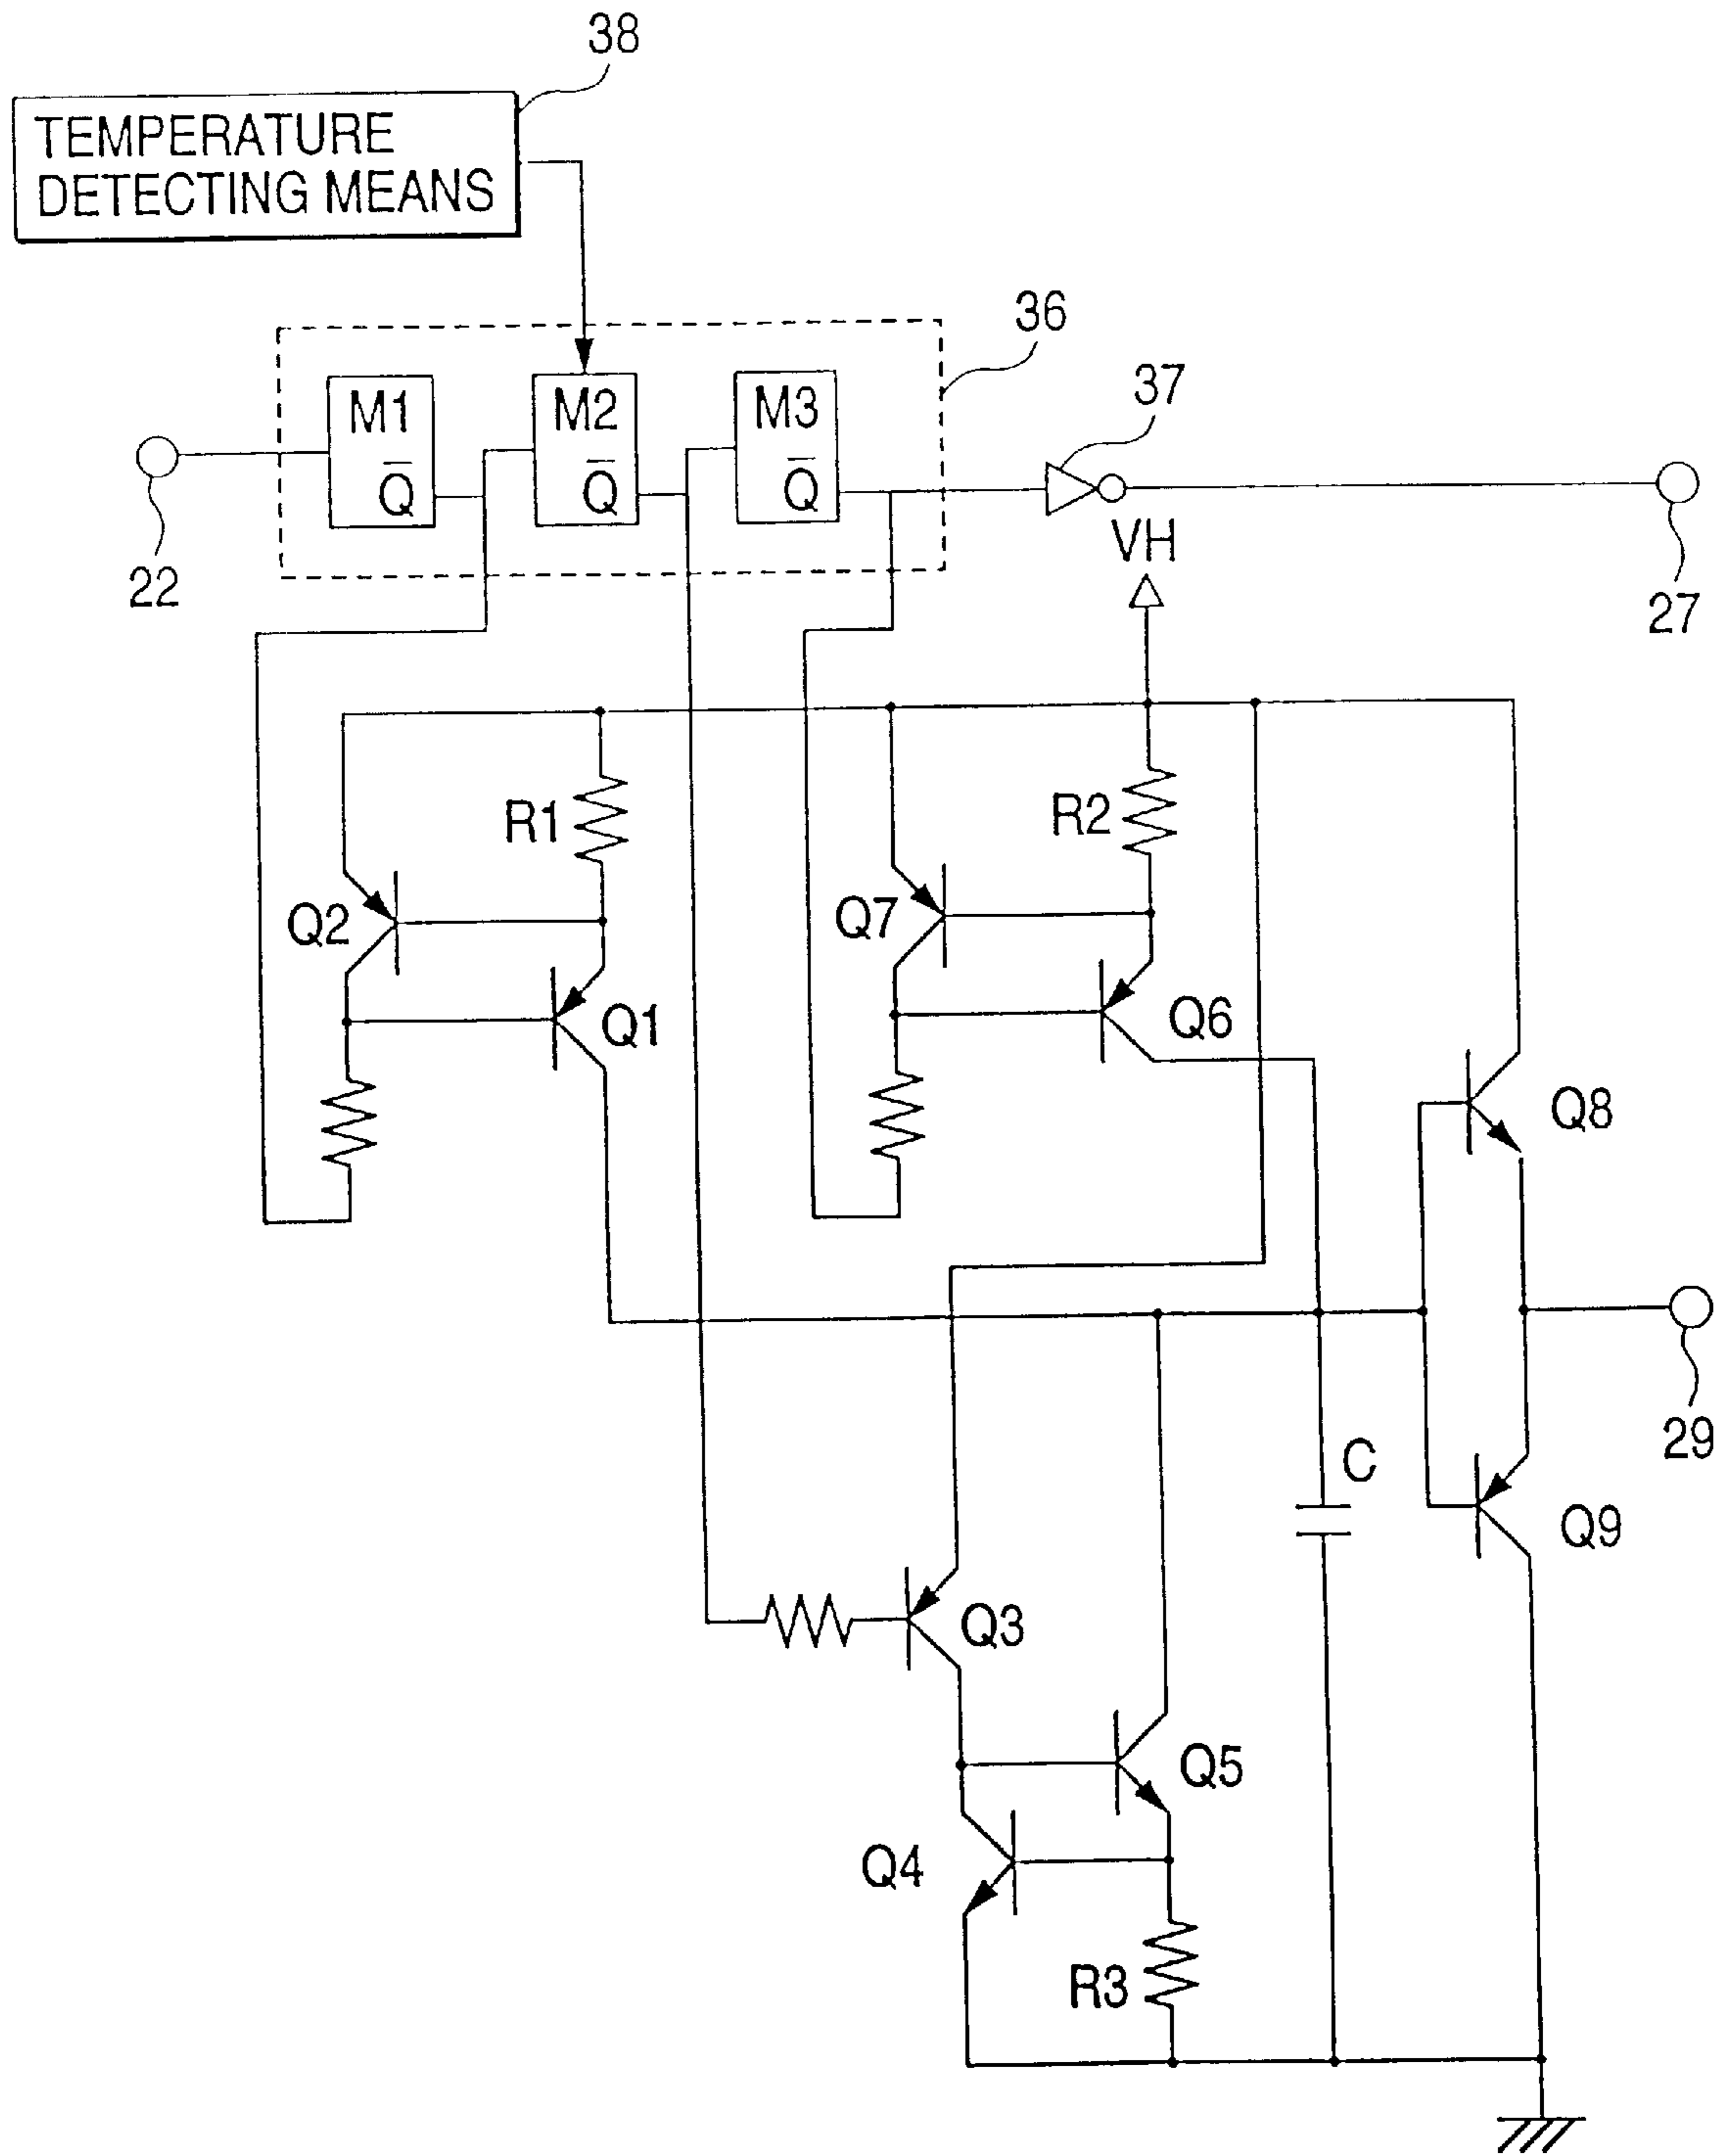 38
TEMPERATURE
DETECTING MEANS
36
37
M1
M2
M3
Q̅
Q̅
Q̅
22
VH
27
R1
R2
Q2
Q7
Q1
Q6
Q8
29
C
Q9
Q3
Q5
Q4
R3